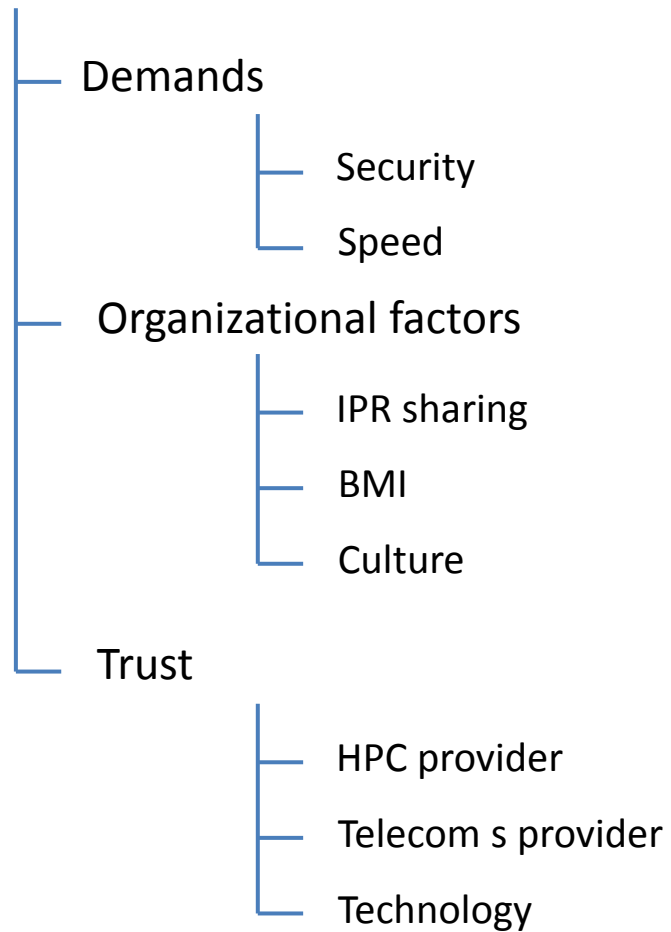 Demands
Security
Speed
Organizational factors
IPR sharing
BMI
Culture
Trust
HPC provider
Telecom s provider
Technology